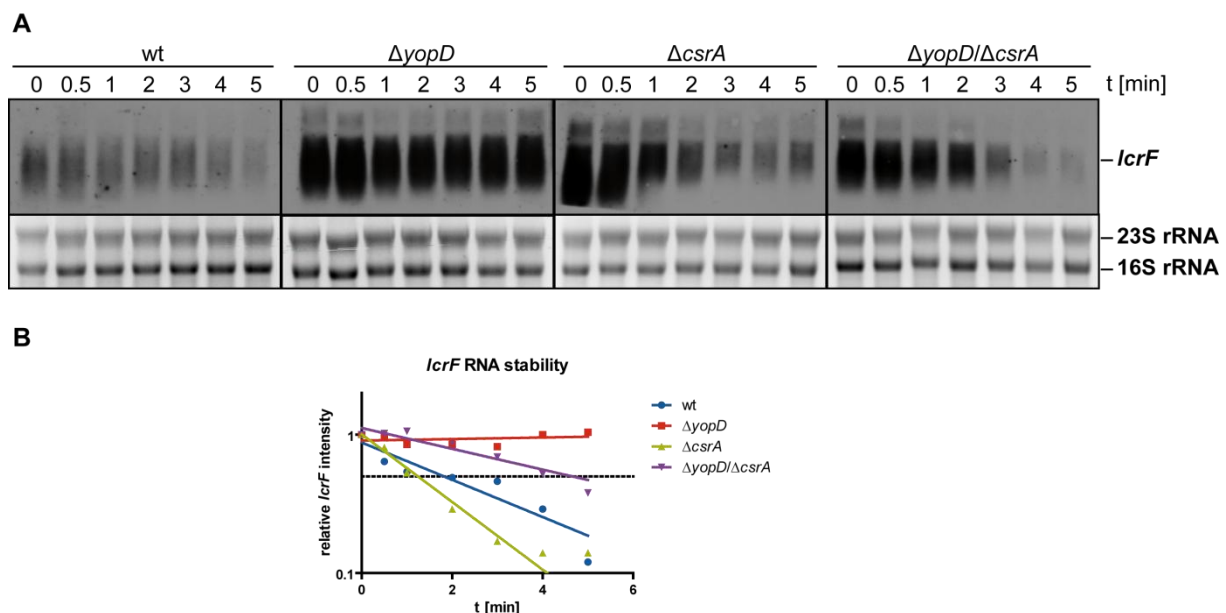 A
wt ΔyopD ΔcsrA ΔyopD/ΔcsrA
0 0.5 1 2 3 4 5 0 0.5 1 2 3 4 5 0 0.5 1 2 3 4 5 0 0.5 1 2 3 4 5 t [min]
lcrF
23S rRNA
16S rRNA
B
lcrF RNA stability
wt
ΔyopD
ΔcsrA
ΔyopD/ΔcsrA
relative lcrF intensity
1
0.1
0 2 4 6
t [min]